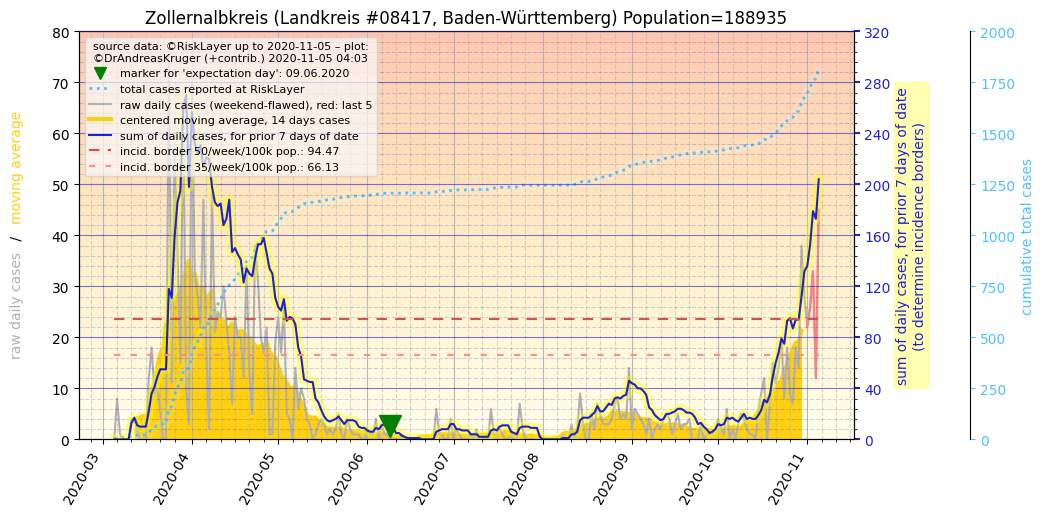 Zollernalbkreis (Landkreis #08417, Baden-Württemberg) Population=188935
source data: ©RiskLayer up to 2020-11-05 – plot:
©DrAndreasKruger (+contrib.) 2020-11-05 04:03
marker for 'expectation day': 09.06.2020
total cases reported at RiskLayer
raw daily cases (weekend-flawed), red: last 5
centered moving average, 14 days cases
sum of daily cases, for prior 7 days of date
incid. border 50/week/100k pop.: 94.47
incid. border 35/week/100k pop.: 66.13
raw daily cases / moving average
80
70
60
50
40
30
20
10
0
320
280
240
200
160
120
80
40
0
sum of daily cases, for prior 7 days of date
(to determine incidence borders)
2000
1750
1500
1250
1000
750
500
250
0
cumulative total cases
2020-03
2020-04
2020-05
2020-06
2020-07
2020-08
2020-09
2020-10
2020-11